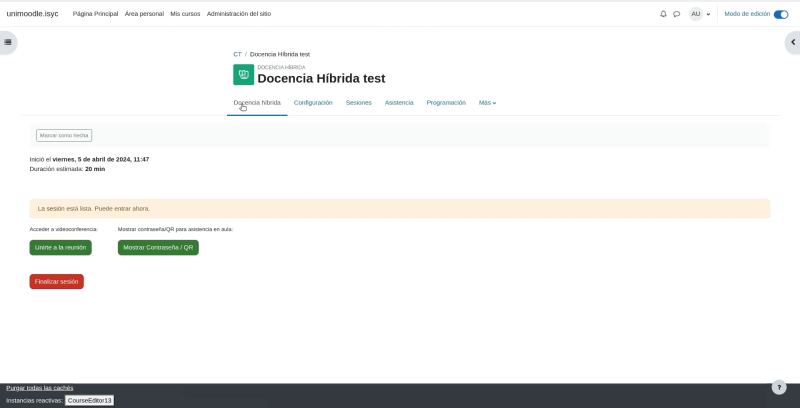 unimoodle.isyc Página Principal Área personal Mis cursos Administración del sitio AU Modo de edición
CT / Docencia Híbrida test
DOCENCIA HÍBRIDA
Docencia Híbrida test
Docencia híbrida Configuración Sesiones Asistencia Programación Más
Marcar como hecha
Inició el viernes, 5 de abril de 2024, 11:47
Duración estimada: 20 min
La sesión está lista. Puede entrar ahora.
Acceder a videoconferencia: Mostrar contraseña/QR para asistencia en aula:
Unirte a la reunión Mostrar Contraseña / QR
Finalizar sesión
Purgar todas las cachés
?
Instancias reactivas: CourseEditor13